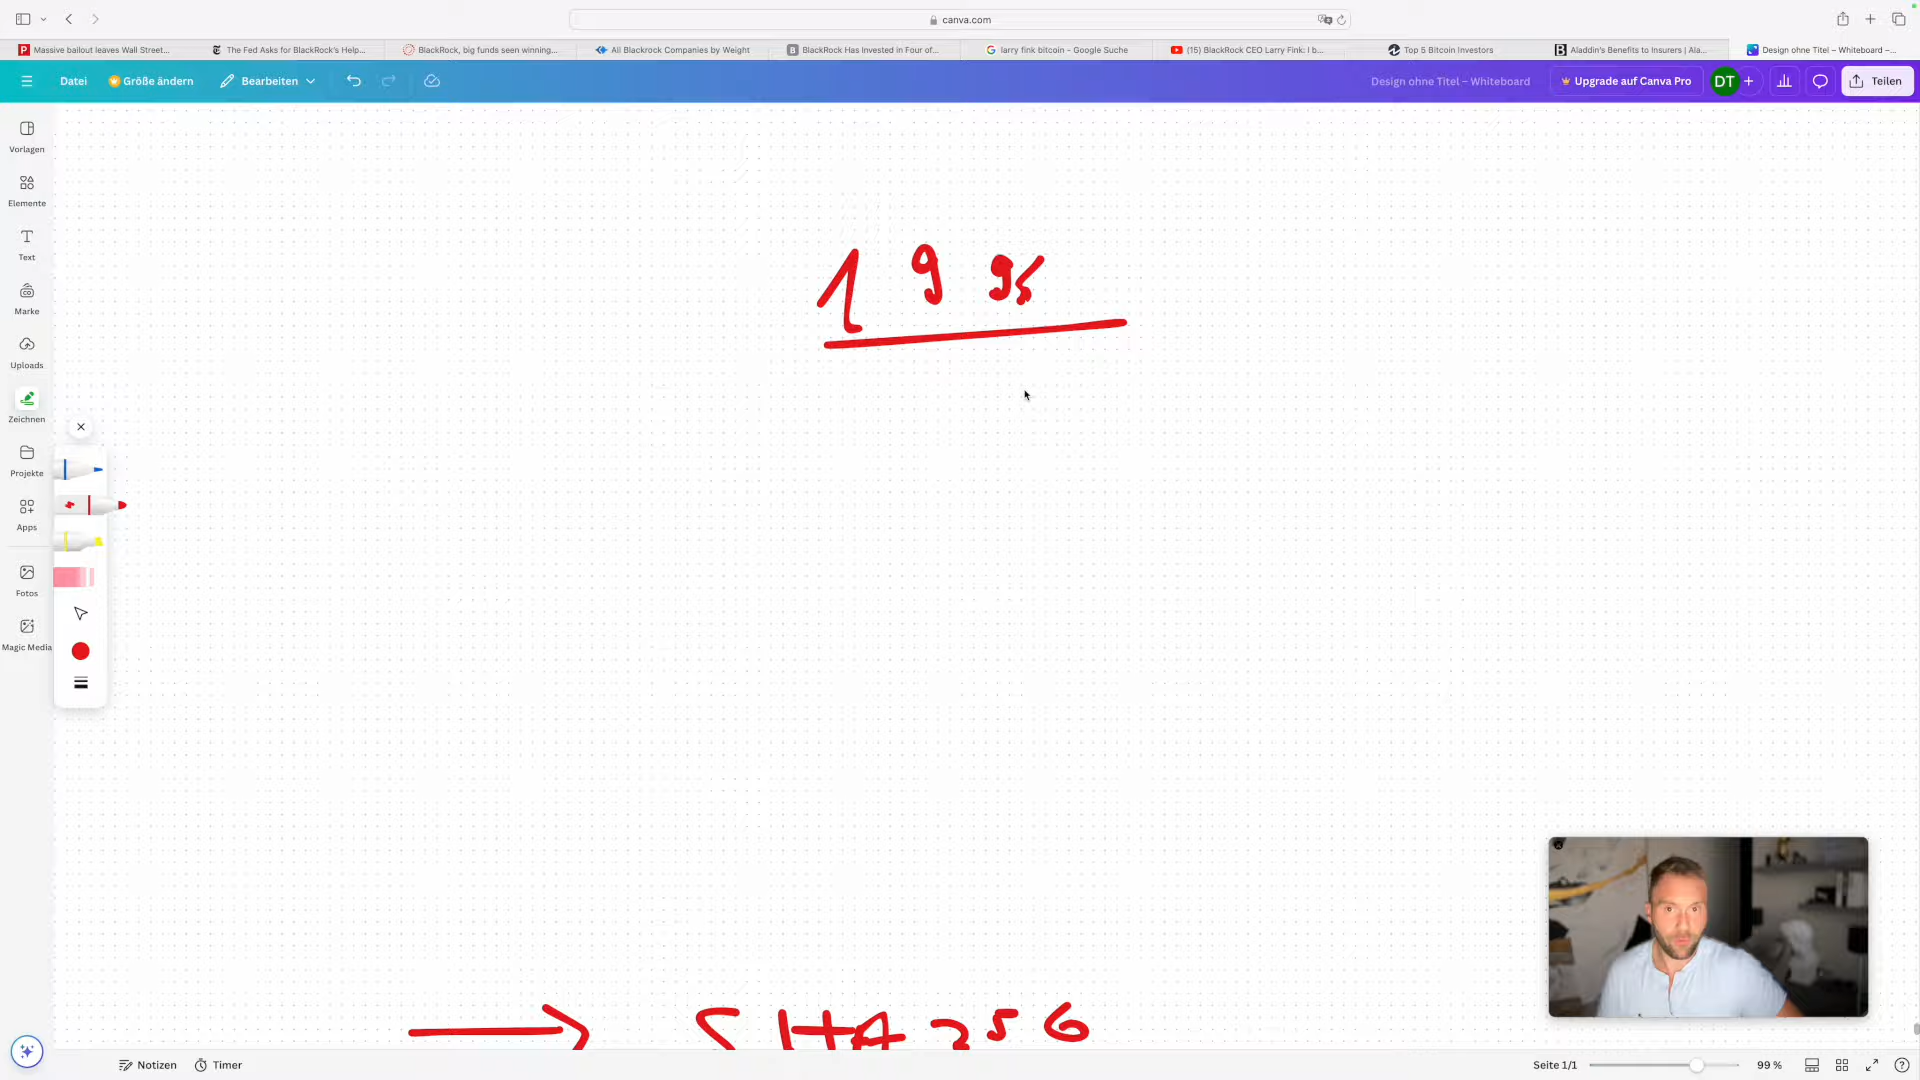 canva.com
Massive bailout leaves Wall Street...
The Fed Asks for BlackRock's Help...
BlackRock, big funds seen winning...
All Blackrock Companies by Weight
BlackRock Has Invested in Four of...
larry fink bitcoin - Google Suche
(15) BlackRock CEO Larry Fink: I b...
Top 5 Bitcoin Investors
Aladdin's Benefits to Insurers | Ala...
Design ohne Titel – Whiteboard –...
Datei
Größe ändern
Bearbeiten
Design ohne Titel – Whiteboard
Upgrade auf Canva Pro
DT
Teilen
Vorlagen
Elemente
Text
Marke
Uploads
Zeichnen
Projekte
Apps
Fotos
Magic Media
1 9 95
SHA 256
Notizen
Timer
Seite 1/1
99 %